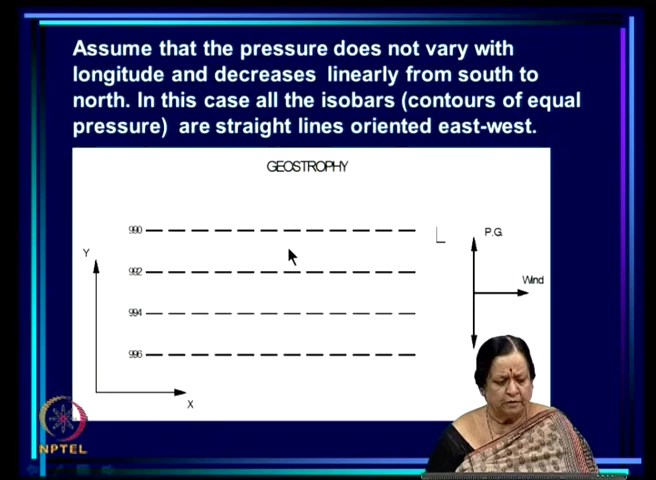 Assume that the pressure does not vary with
longitude and decreases linearly from south to
north. In this case all the isobars (contours of equal
pressure) are straight lines oriented east-west.
GEOSTROPHY
990
L
P.G.
Y
992
Wind
994
996
X
NPTEL